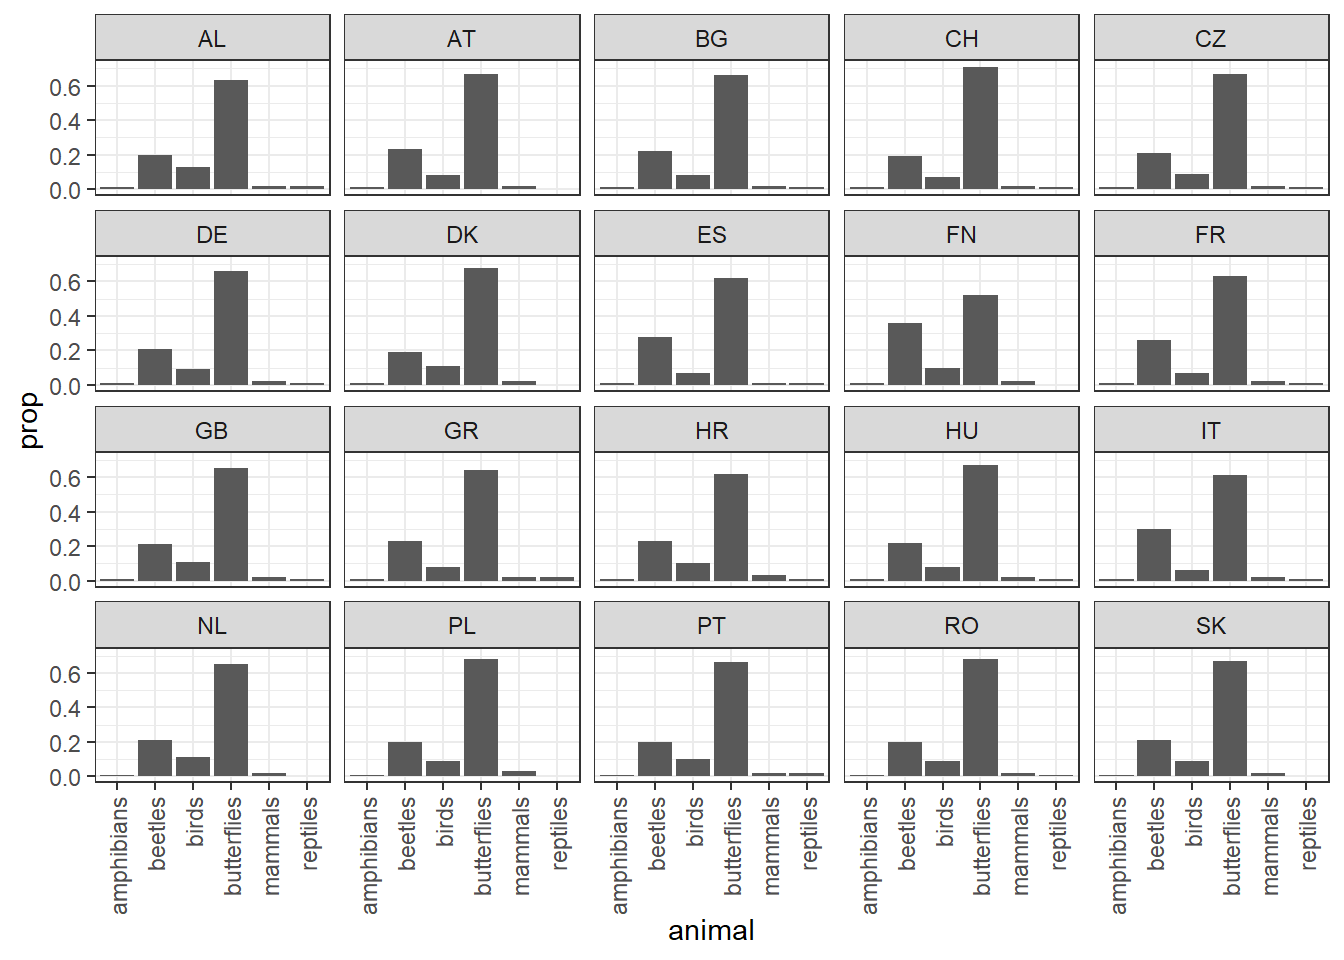 AL AT BG CH CZ
0.6
0.4
0.2
0.0
DE DK ES FN FR
0.6
0.4
0.2
0.0
GB GR HR HU IT
0.6
0.4
0.2
0.0
NL PL PT RO SK
0.6
0.4
0.2
0.0
prop
amphibians beetles birds butterflies mammals reptiles amphibians beetles birds butterflies mammals reptiles amphibians beetles birds butterflies mammals reptiles amphibians beetles birds butterflies mammals reptiles amphibians beetles birds butterflies mammals reptiles
animal